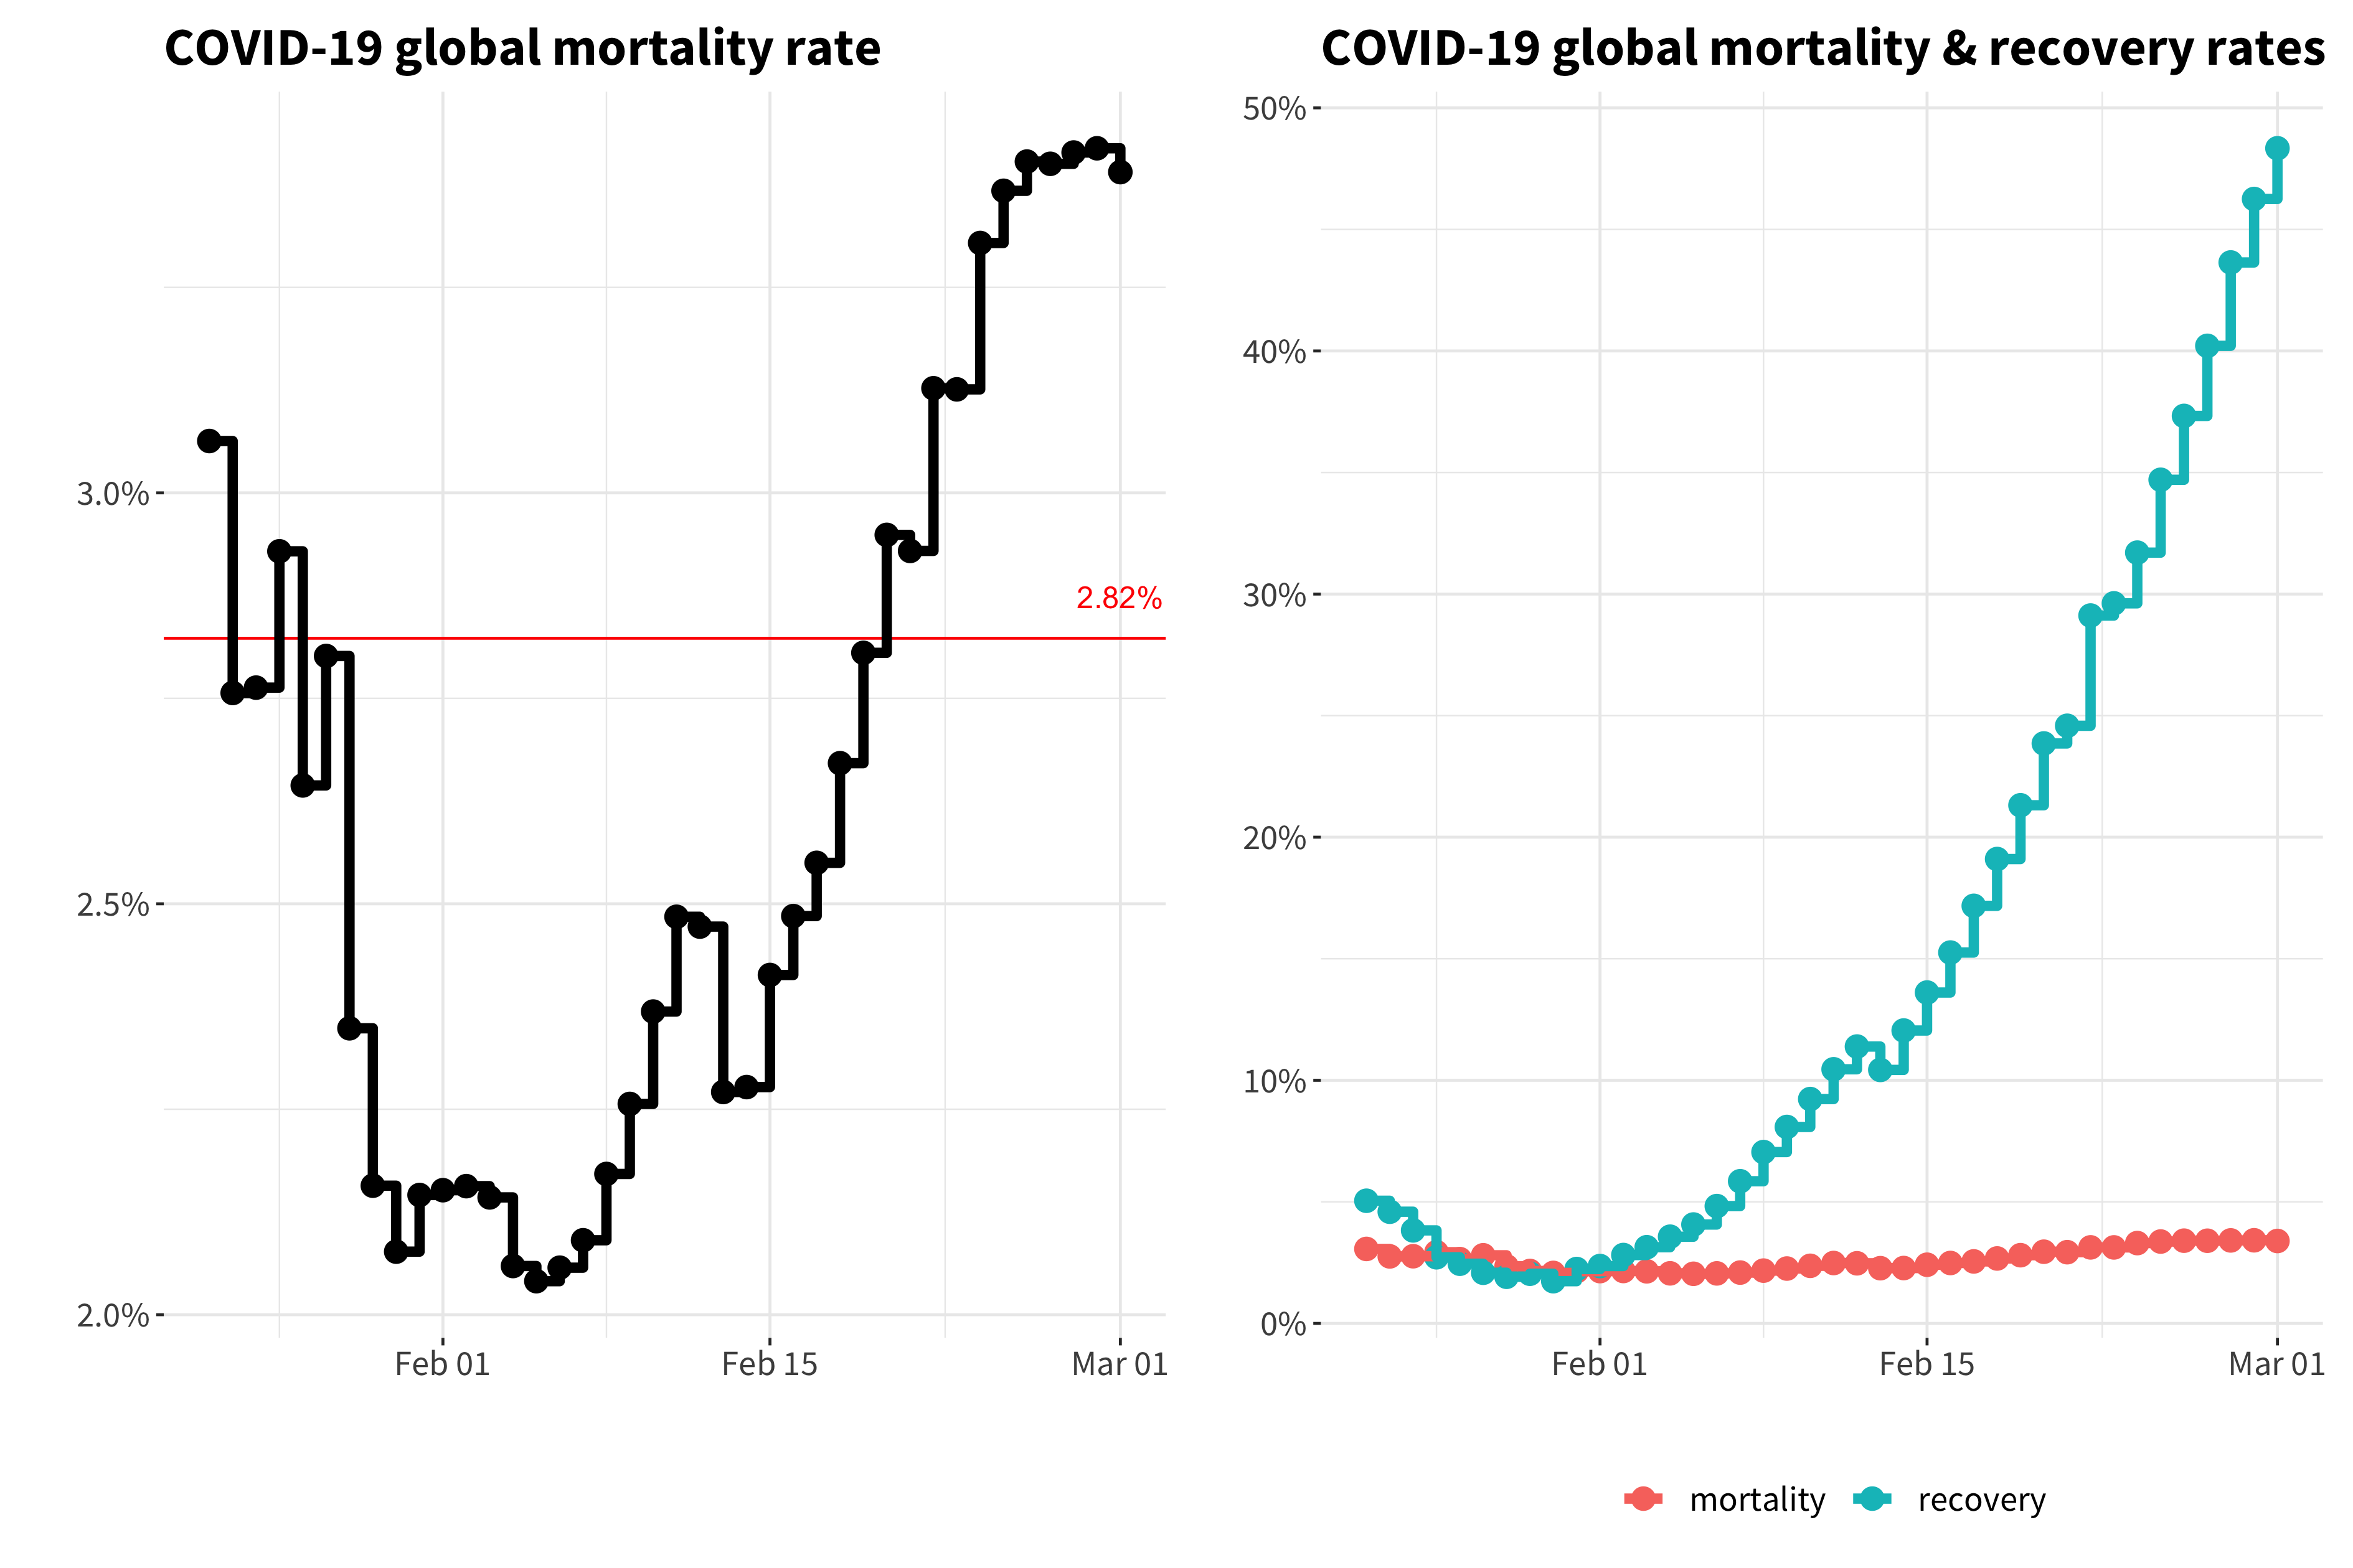 COVID-19 global mortality rate
3.0%
2.5%
2.0%
2.82%
Feb 01
Feb 15
Mar 01
COVID-19 global mortality & recovery rates
50%
40%
30%
20%
10%
0%
Feb 01
Feb 15
Mar 01
mortality
recovery